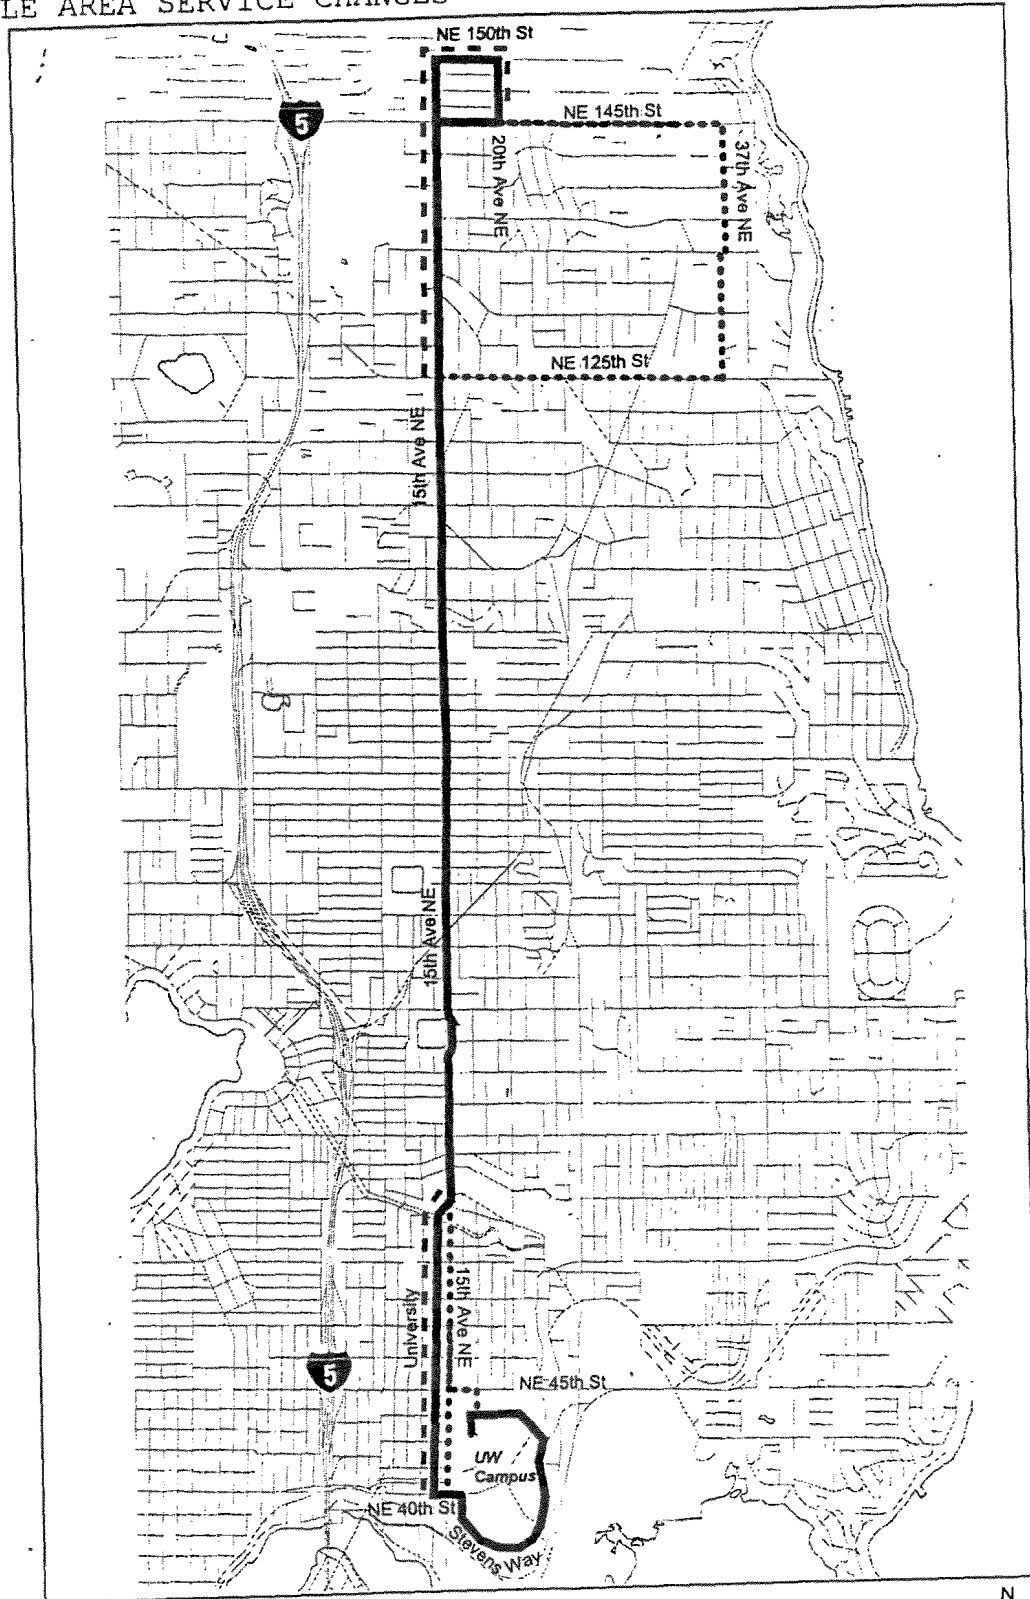 LE AREA SERVICE CHANGES
NE 150th St
5
NE 145th St
20th Ave NE
37th Ave NE
NE 125th St
15th Ave NE
15th Ave NE
15th Ave NE
University
5
NE 45th St
UW
Campus
NE 40th St
Stevens Way
N